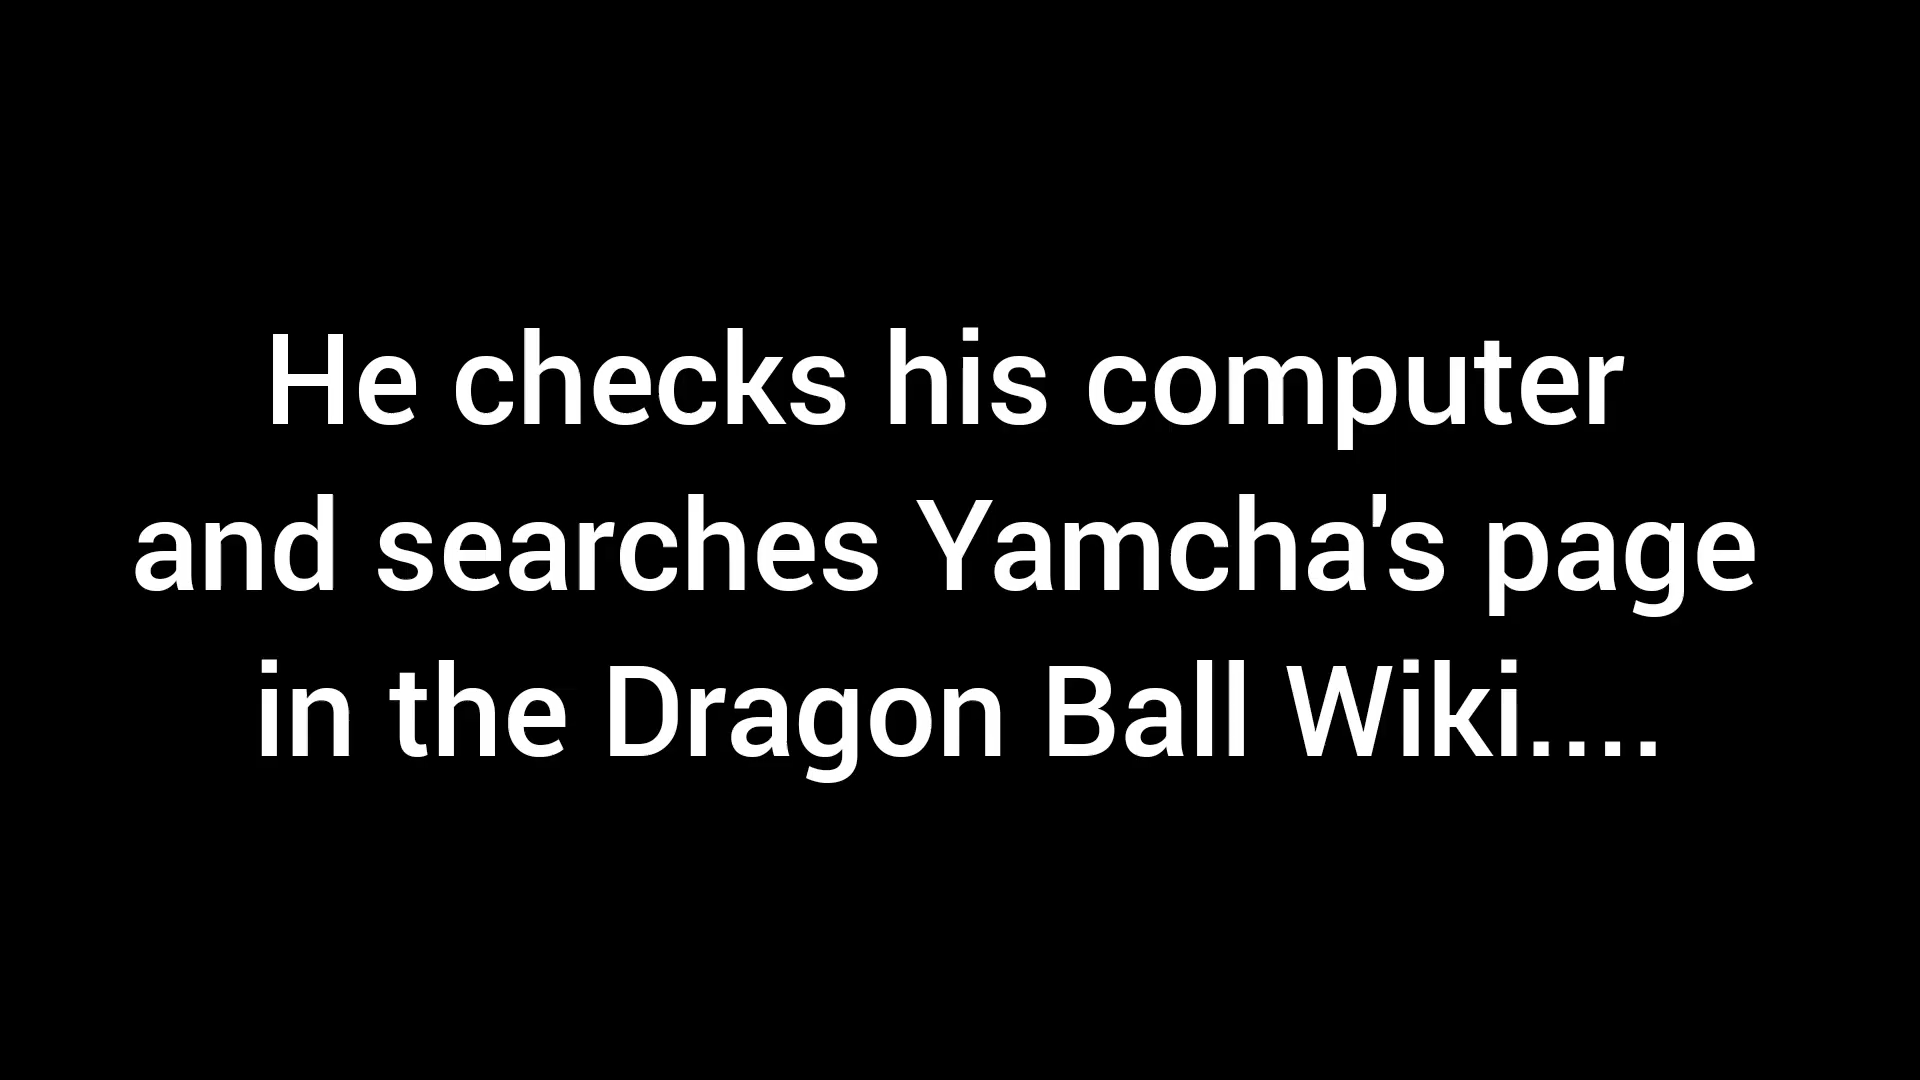 He checks his computer
and searches Yamcha's page
in the Dragon Ball Wiki....